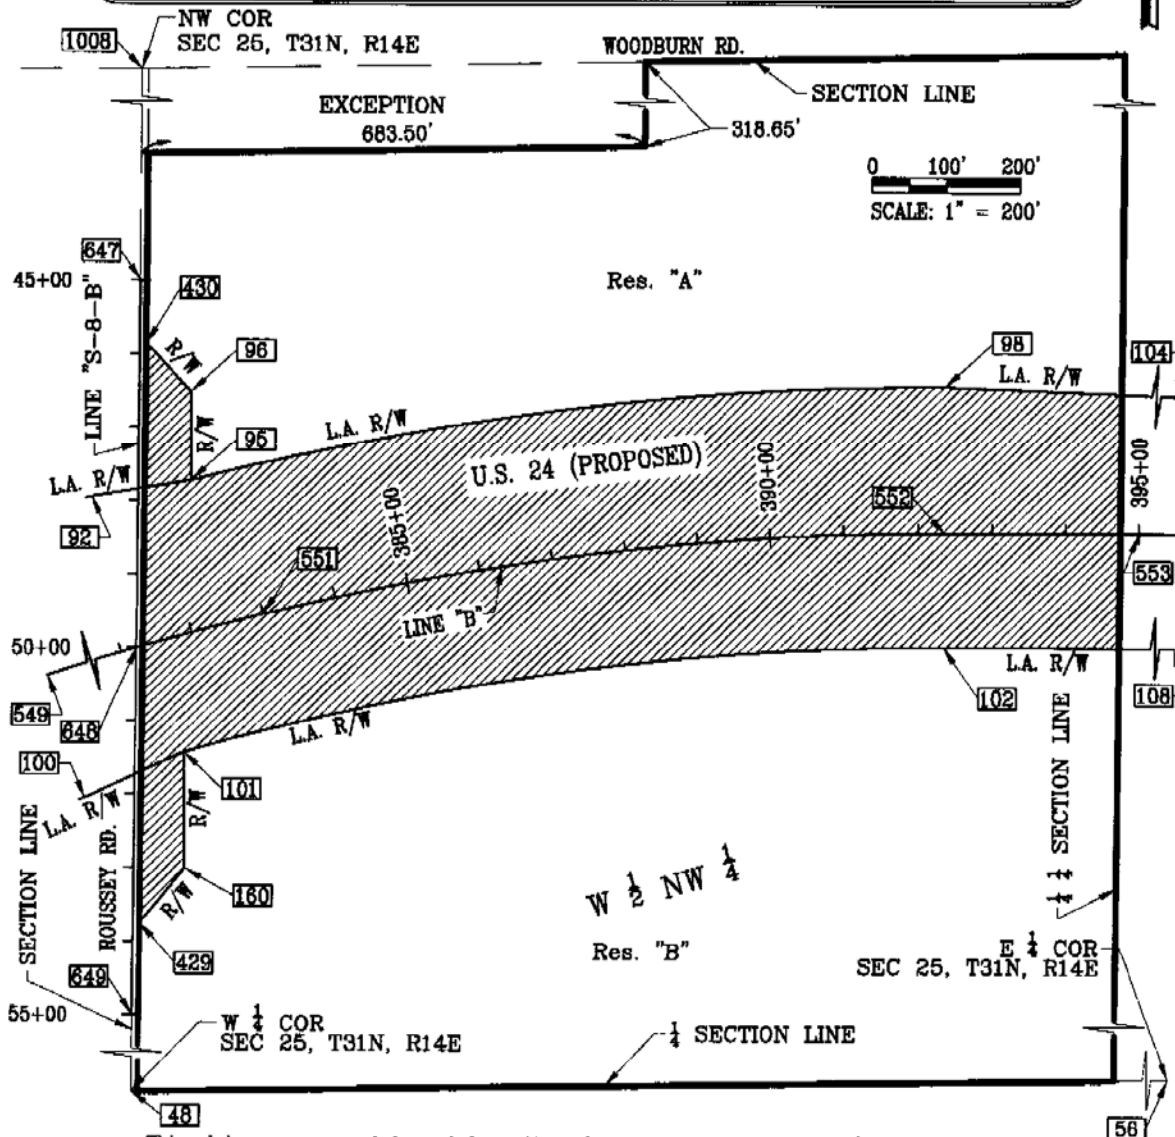 1008
NW COR
SEC 25, T31N, R14E
WOODBURN RD.
SECTION LINE
EXCEPTION
683.50'
318.65'
0 100' 200'
SCALE: 1" = 200'
647
45+00
LINE "S-8-B"
430
R/W
96
R/W
95
Res. "A"
98
L.A. R/W
104
L.A. R/W
L.A. R/W
92
U.S. 24 (PROPOSED)
385+00
390+00
395+00
552
551
553
LINE "B"
50+00
549
648
L.A. R/W
102
108
L.A. R/W
100
101
L.A. R/W
R/W
160
R/W
SECTION LINE
ROUSSEY RD.
429
W 1/2 NW 1/4
Res. "B"
1/4 1/4 SECTION LINE
E 1/4 COR
SEC 25, T31N, R14E
649
55+00
W 1/4 COR
SEC 25, T31N, R14E
1/4 SECTION LINE
48
56